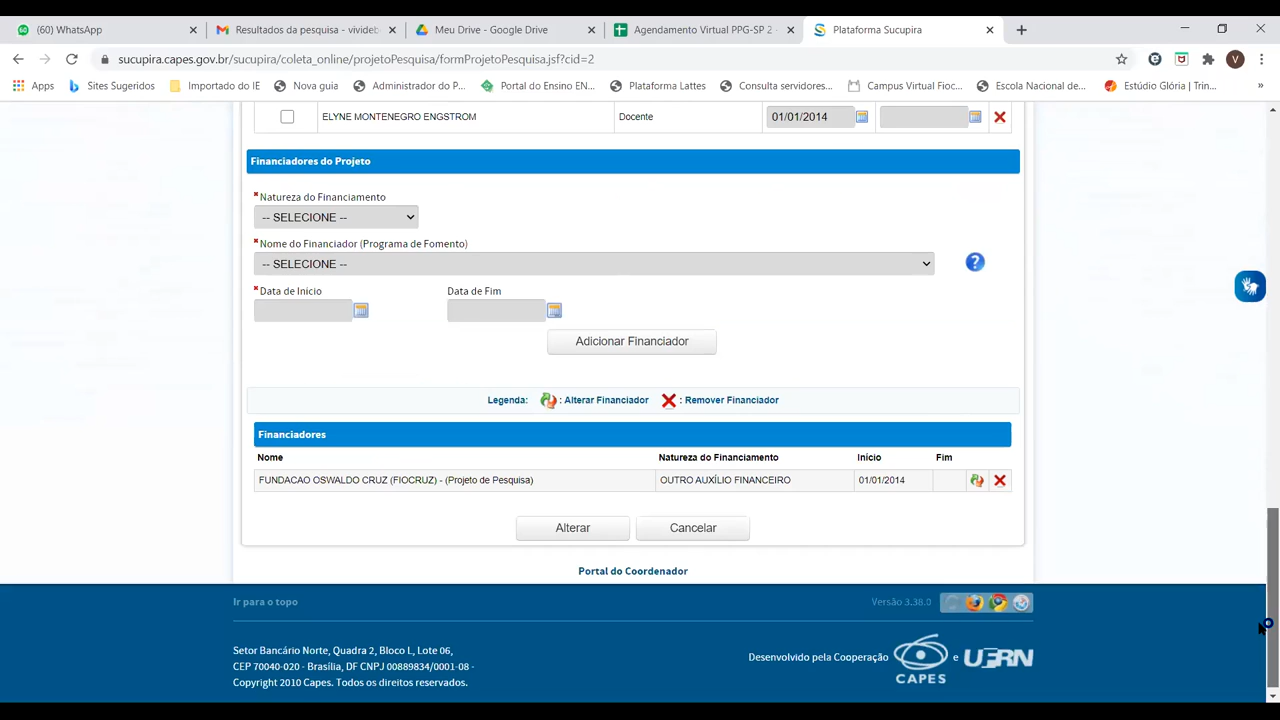 (60) WhatsApp
Resultados da pesquisa - vivideb
Meu Drive - Google Drive
Agendamento Virtual PPG-SP 2
Plataforma Sucupira
sucupira.capes.gov.br/sucupira/coleta_online/projetoPesquisa/formProjetoPesquisa.jsf?cid=2
V
Apps
Sites Sugeridos
Importado do IE
Nova guia
Administrador do P...
Portal do Ensino EN...
Plataforma Lattes
Consulta servidores...
Campus Virtual Fioc...
Escola Nacional de...
Estúdio Glória | Trin...
»
ELYNE MONTENEGRO ENGSTROM
Docente
01/01/2014
Financiadores do Projeto
Natureza do Financiamento
-- SELECIONE --
Nome do Financiador (Programa de Fomento)
-- SELECIONE --
?
Data de Início
Data de Fim
Adicionar Financiador
Legenda: : Alterar Financiador : Remover Financiador
Financiadores
Nome Natureza do Financiamento Início Fim
FUNDACAO OSWALDO CRUZ (FIOCRUZ) - (Projeto de Pesquisa) OUTRO AUXÍLIO FINANCEIRO 01/01/2014
Alterar
Cancelar
Portal do Coordenador
Ir para o topo
Versão 3.38.0
Setor Bancário Norte, Quadra 2, Bloco L, Lote 06,
CEP 70040-020 - Brasília, DF CNPJ 00889834/0001-08 -
Copyright 2010 Capes. Todos os direitos reservados.
Desenvolvido pela Cooperação
CAPES
e
UFRN